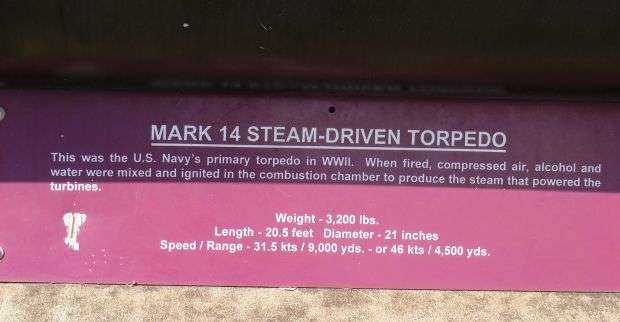 MARK 14 STEAM-DRIVEN TORPEDO
This was the U.S. Navy's primary torpedo in WWII. When fired, compressed air, alcohol and
water were mixed and ignited in the combustion chamber to produce the steam that powered the
turbines.
Weight - 3,200 lbs.
Length - 20.5 feet Diameter - 21 inches
Speed / Range - 31.5 kts / 9,000 yds. - or 46 kts / 4,500 yds.